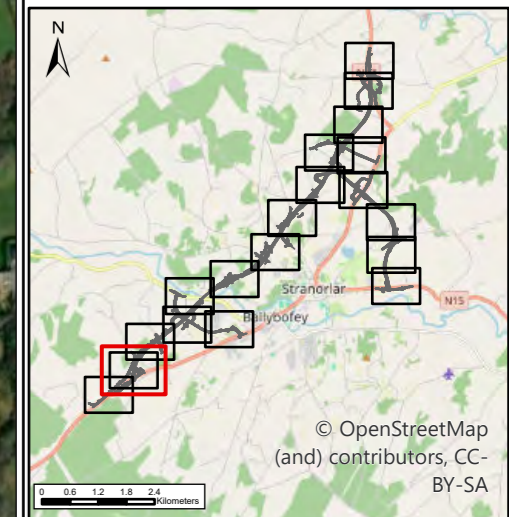 N
Stranorlar
N15
Ballybofey
© OpenStreetMap
(and) contributors, CC-
BY-SA
0 0.6 1.2 1.8 2.4
Kilometers